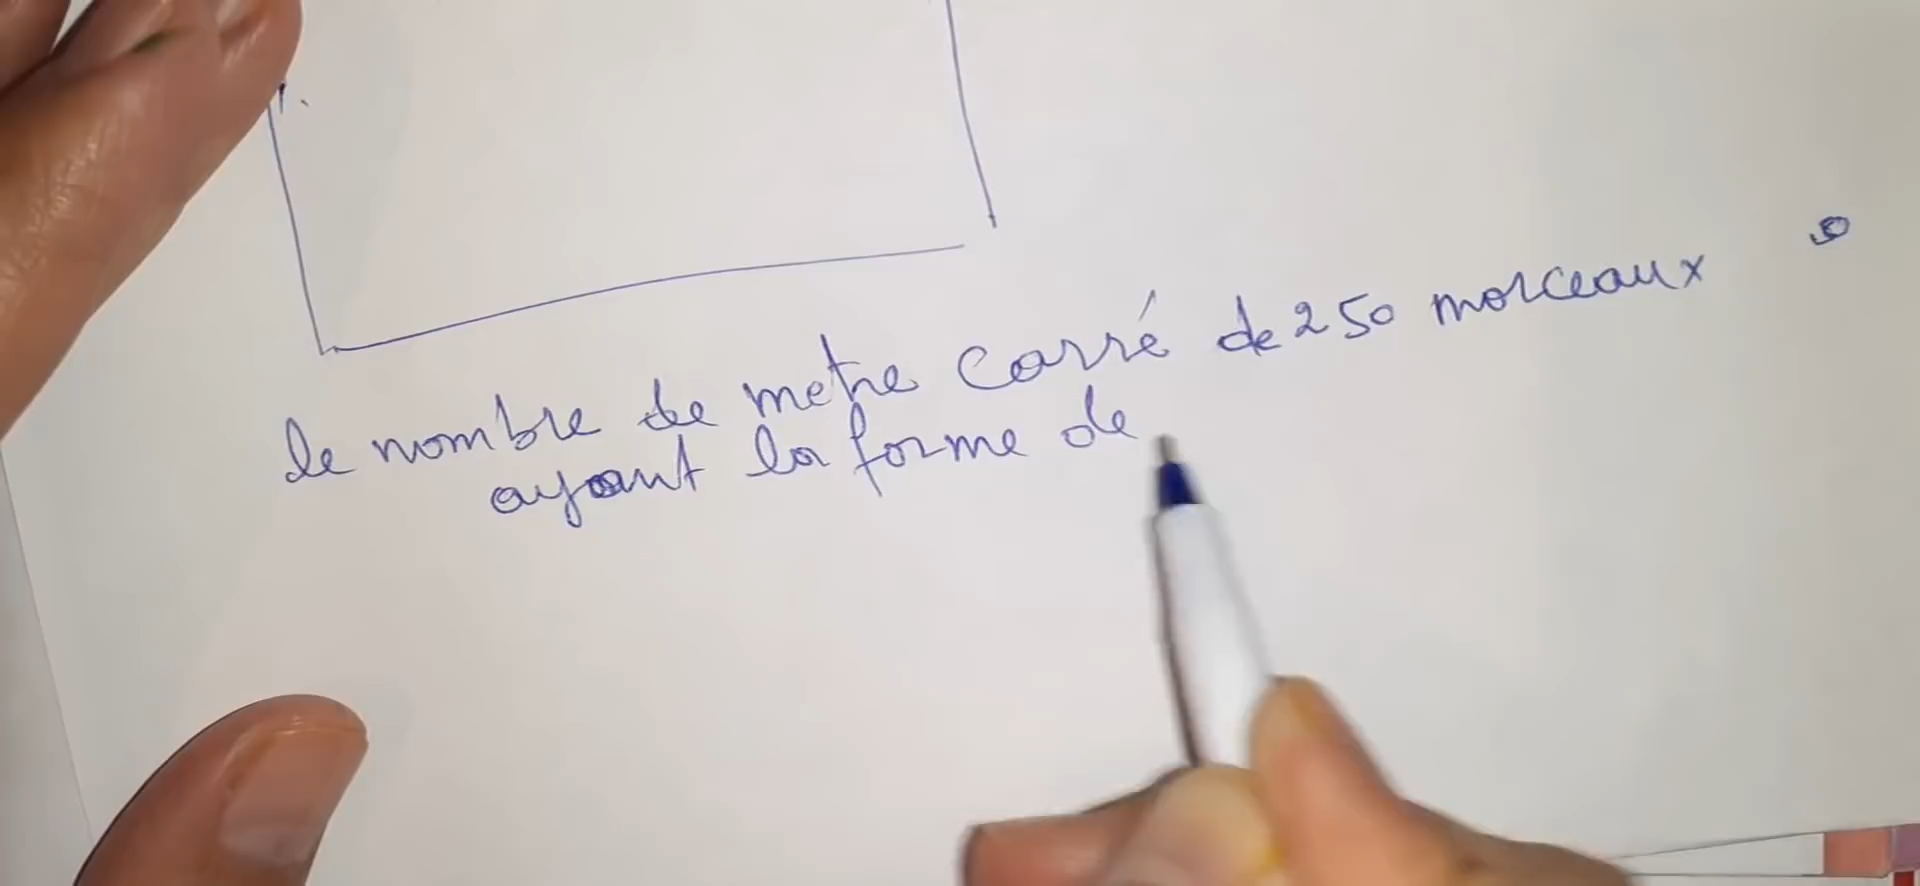 le nombre de metre carré de 250 morceaux
ayant la forme de